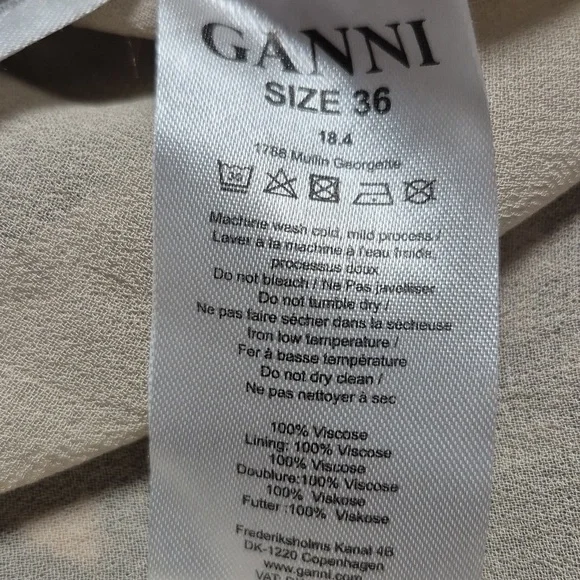 GANNI
SIZE 36
18.4
1788 Mullin Georgette
30
Machine wash cold, mild process /
Laver à la machine à l'eau froide,
processus doux
Do not bleach / Ne Pas javelliser
Do not tumble dry /
Ne pas faire sécher dans la sécheuse
Iron low temperature /
Fer à basse température
Do not dry clean /
Ne pas nettoyer à sec
100% Viscose
Lining: 100% Viscose
100% Viscose
Doublure:100% Viscose
100% Viskose
Futter :100% Viskose
Frederiksholms Kanal 4B
DK-1220 Copenhagen
www.ganni.com
VAT